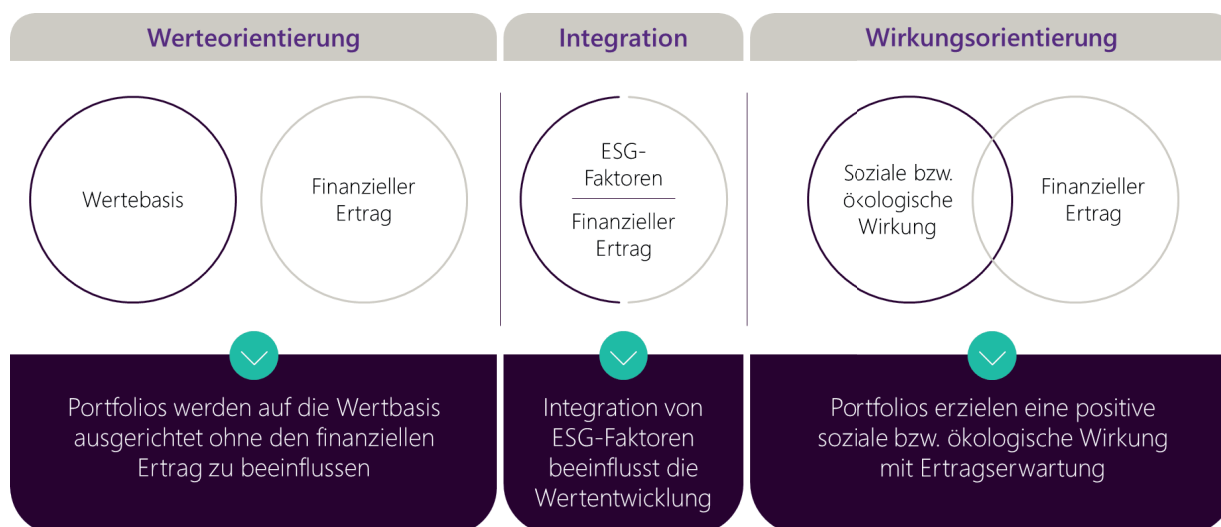 Werteorientierung
Wertebasis
Finanzieller
Ertrag
Portfolios werden auf die Wertbasis
ausgerichtet ohne den finanziellen
Ertrag zu beeinflussen
Integration
ESG-
Faktoren
Finanzieller
Ertrag
Integration von
ESG-Faktoren
beeinflusst die
Wertentwicklung
Wirkungsorientierung
Soziale bzw.
ökologische
Wirkung
Finanzieller
Ertrag
Portfolios erzielen eine positive
soziale bzw. ökologische Wirkung
mit Ertragserwartung